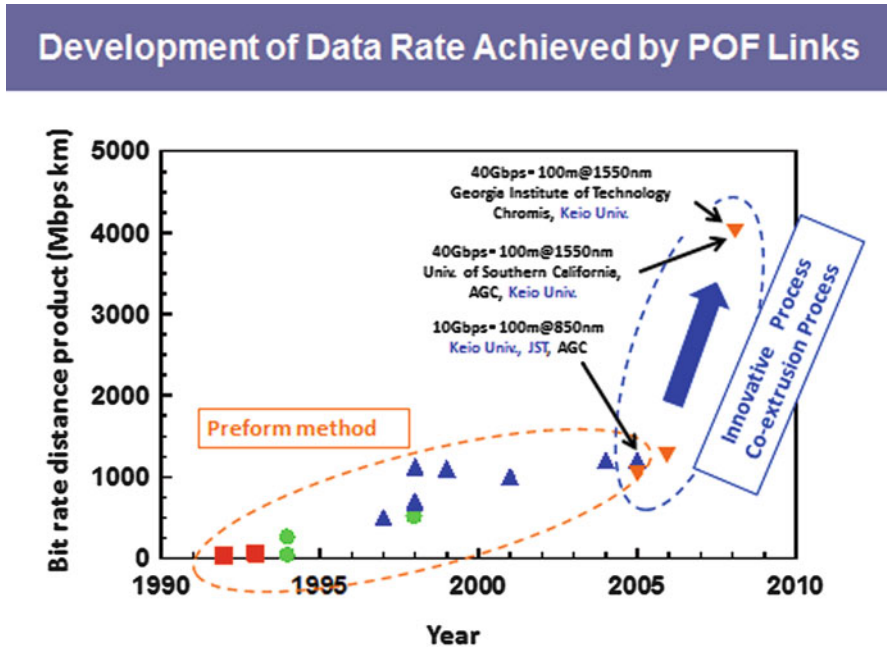 Development of Data Rate Achieved by POF Links
Bit rate distance product (Mbps km)
5000
4000
3000
2000
1000
0
40Gbps・100m@1550nm
Georgia Institute of Technology
Chromis, Keio Univ.
40Gbps・100m@1550nm
Univ. of Southern California,
AGC, Keio Univ.
10Gbps・100m@850nm
Keio Univ., JST, AGC
Preform method
Innovative Process
Co-extrusion Process
1990
1995
2000
2005
2010
Year